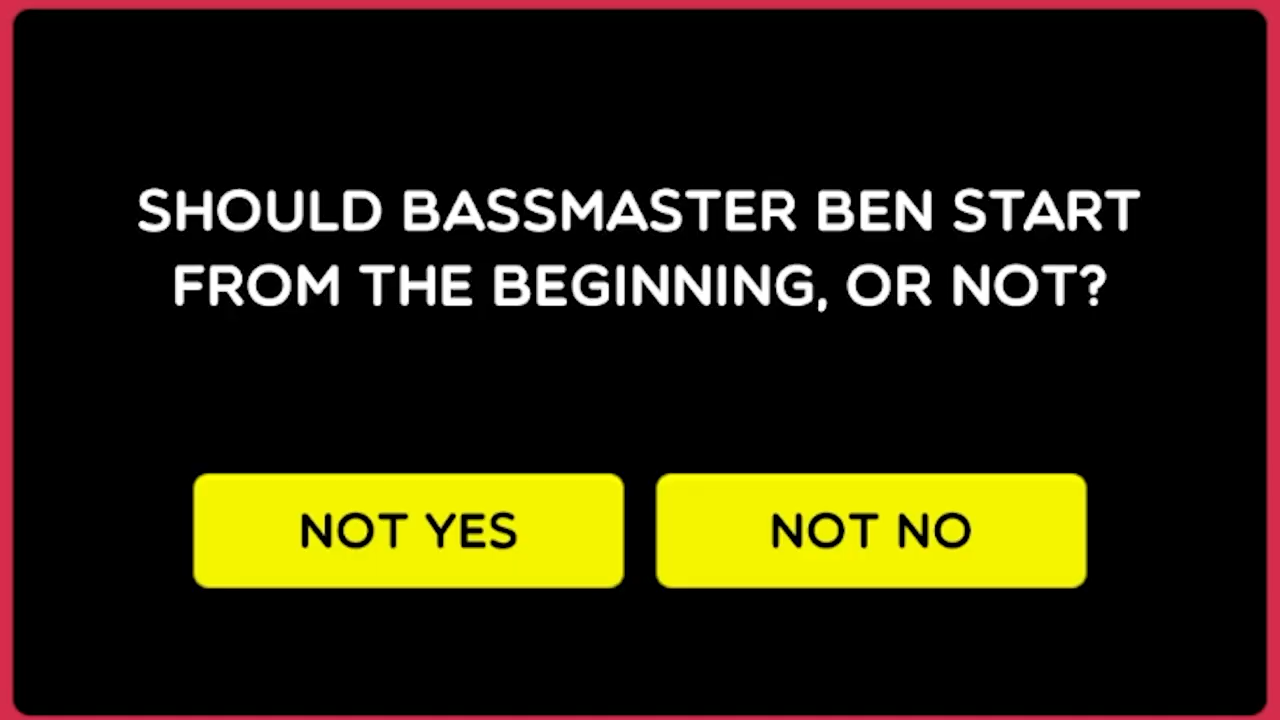 SHOULD BASSMASTER BEN START
FROM THE BEGINNING, OR NOT?
NOT YES
NOT NO